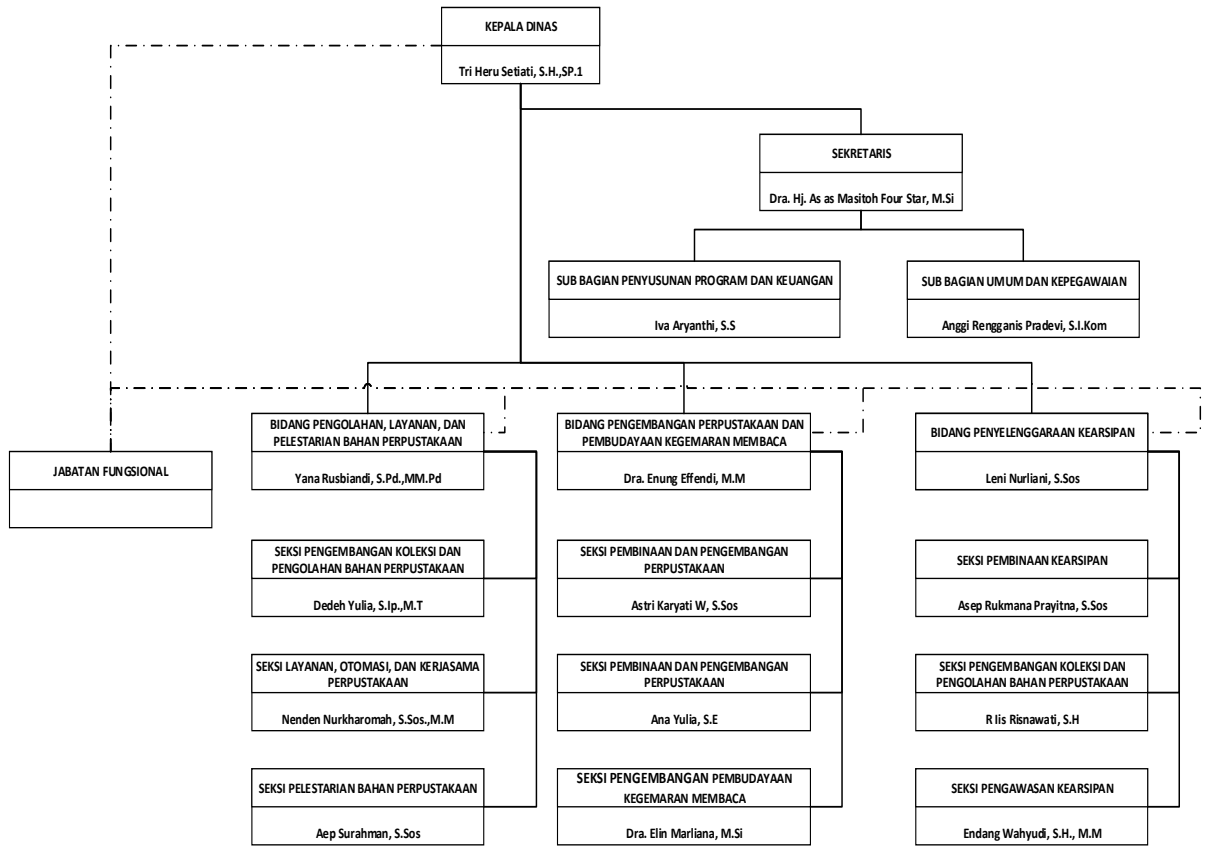 KEPALA DINAS
Tri Heru Setiati, S.H.,SP.1
SEKRETARIS
Dra. Hj. As as Masitoh Four Star, M.Si
SUB BAGIAN PENYUSUNAN PROGRAM DAN KEUANGAN
Iva Aryanthi, S.S
SUB BAGIAN UMUM DAN KEPEGAWAIAN
Anggi Rengganis Pradevi, S.I.Kom
JABATAN FUNGSIONAL
BIDANG PENGOLAHAN, LAYANAN, DAN
PELESTARIAN BAHAN PERPUSTAKAAN
Yana Rusbiandi, S.Pd.,MM.Pd
SEKSI PENGEMBANGAN KOLEKSI DAN
PENGOLAHAN BAHAN PERPUSTAKAAN
Dedeh Yulia, S.Ip.,M.T
SEKSI LAYANAN, OTOMASI, DAN KERJASAMA
PERPUSTAKAAN
Nenden Nurkharomah, S.Sos.,M.M
SEKSI PELESTARIAN BAHAN PERPUSTAKAAN
Aep Surahman, S.Sos
BIDANG PENGEMBANGAN PERPUSTAKAAN DAN
PEMBUDAYAAN KEGEMARAN MEMBACA
Dra. Enung Effendi, M.M
SEKSI PEMBINAAN DAN PENGEMBANGAN
PERPUSTAKAAN
Astri Karyati W, S.Sos
SEKSI PEMBINAAN DAN PENGEMBANGAN
PERPUSTAKAAN
Ana Yulia, S.E
SEKSI PENGEMBANGAN PEMBUDAYAAN
KEGEMARAN MEMBACA
Dra. Elin Marliana, M.Si
BIDANG PENYELENGGARAAN KEARSIPAN
Leni Nurliani, S.Sos
SEKSI PEMBINAAN KEARSIPAN
Asep Rukmana Prayitna, S.Sos
SEKSI PENGEMBANGAN KOLEKSI DAN
PENGOLAHAN BAHAN PERPUSTAKAAN
R Iis Risnawati, S.H
SEKSI PENGAWASAN KEARSIPAN
Endang Wahyudi, S.H., M.M